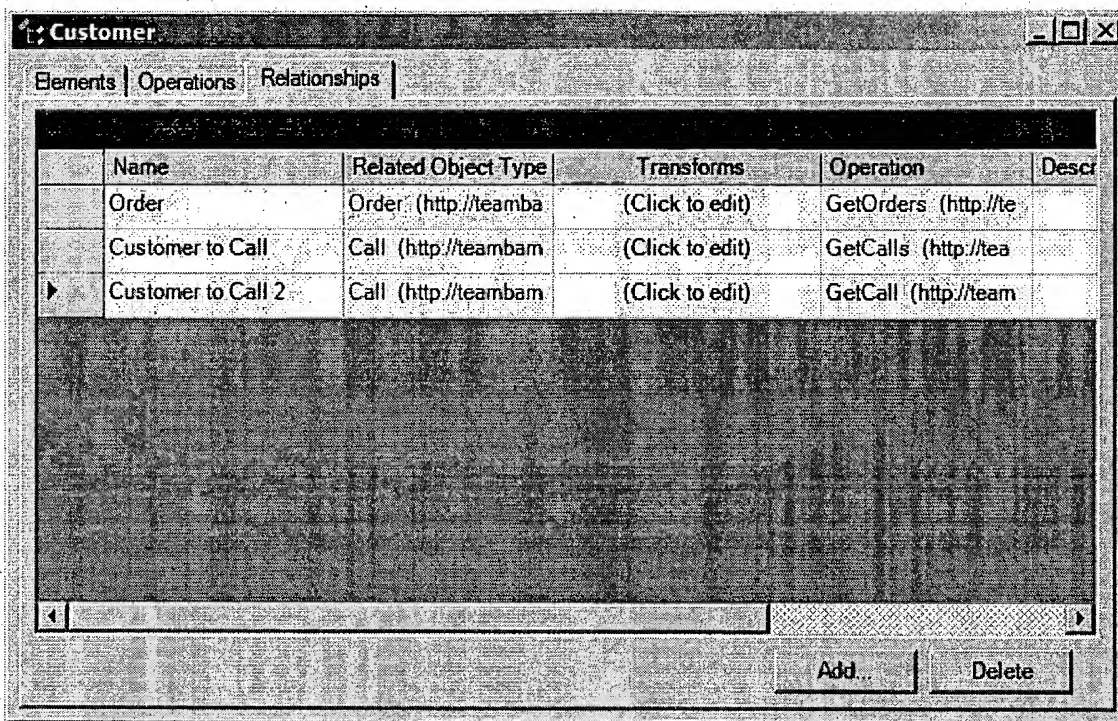 Customer
Elements Operations Relationships
Name Related Object Type Transforms Operation Descr
Order Order (http://teamba (Click to edit) GetOrders (http://te
Customer to Call Call (http://teambam (Click to edit) GetCalls (http://tea
Customer to Call 2 Call (http://teambam (Click to edit) GetCall (http://team
Add... Delete